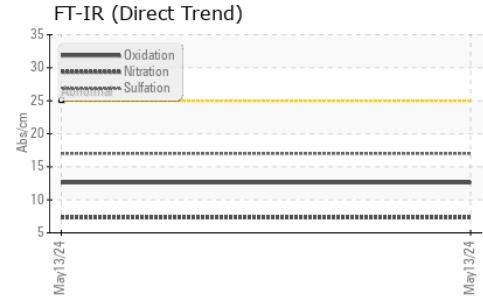 FT-IR (Direct Trend)
35
30
25
20
15
10
5
Abs/cm
Oxidation
Nitration
Sulfation
Abnormal
May13/24
May13/24